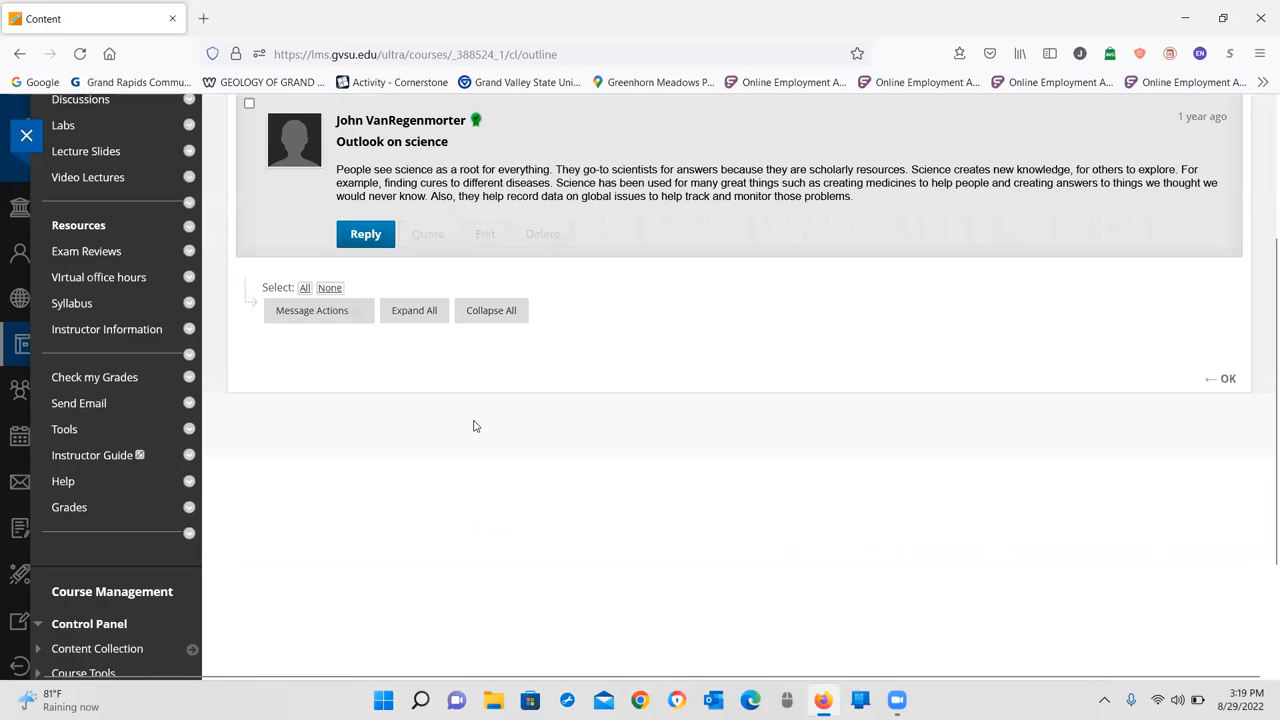 Content
https://lms.gvsu.edu/ultra/courses/_388524_1/cl/outline
Google
Grand Rapids Commu...
GEOLOGY OF GRAND ...
Activity - Cornerstone
Grand Valley State Uni...
Greenhorn Meadows P...
Online Employment A...
Online Employment A...
Online Employment A...
Online Employment A...
Discussions
Labs
Lecture Slides
Video Lectures
Resources
Exam Reviews
VIrtual office hours
Syllabus
Instructor Information
Check my Grades
Send Email
Tools
Instructor Guide
Help
Grades
Course Management
Control Panel
Content Collection
Course Tools
John VanRegenmorter
1 year ago
Outlook on science
People see science as a root for everything. They go-to scientists for answers because they are scholarly resources. Science creates new knowledge, for others to explore. For
example, finding cures to different diseases. Science has been used for many great things such as creating medicines to help people and creating answers to things we thought we
would never know. Also, they help record data on global issues to help track and monitor those problems.
Reply
Quote
Edit
Delete
Select: All None
Message Actions
Expand All
Collapse All
← OK
81°F
Raining now
3:19 PM
8/29/2022